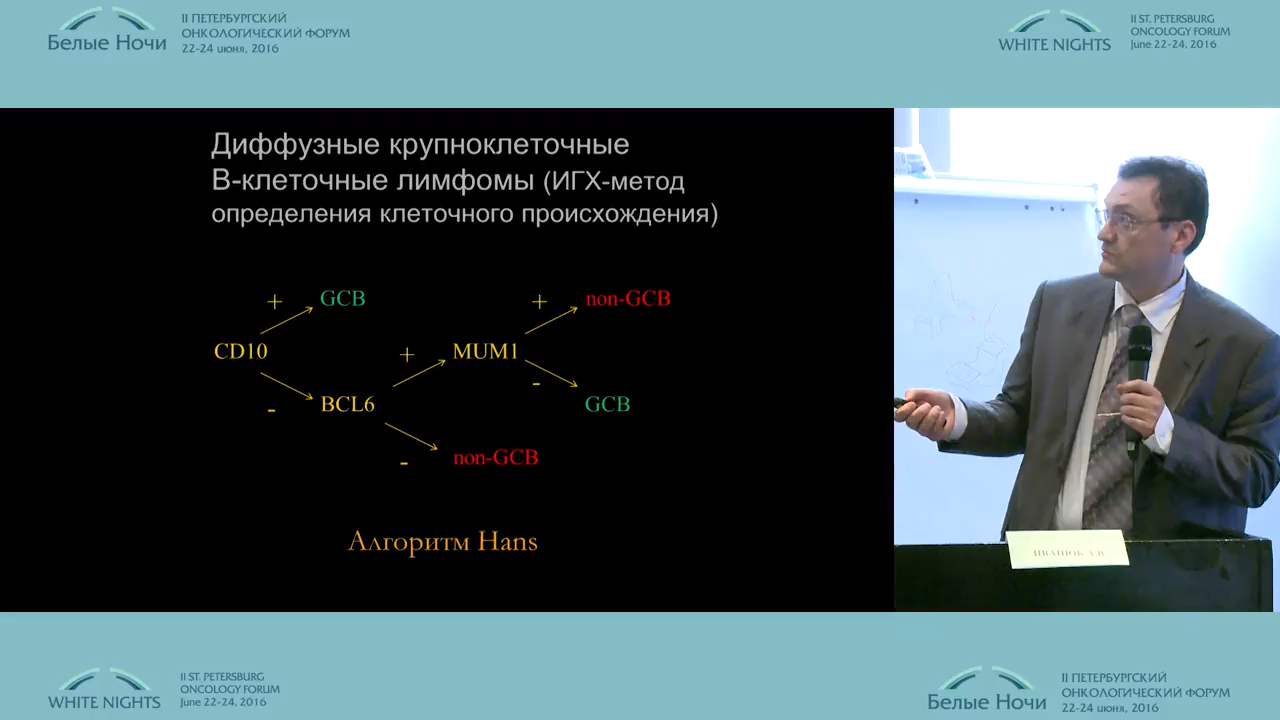 Белые Ночи
II ПЕТЕРБУРГСКИЙ
ОНКОЛОГИЧЕСКИЙ ФОРУМ
22-24 июня, 2016
WHITE NIGHTS
II ST. PETERSBURG
ONCOLOGY FORUM
June 22-24, 2016
Диффузные крупноклеточные
В-клеточные лимфомы (ИГХ-метод
определения клеточного происхождения)
+ GCB
+ non-GCB
CD10
+ MUM1
- BCL6
- GCB
- non-GCB
Алгоритм Hans
WHITE NIGHTS
II ST. PETERSBURG
ONCOLOGY FORUM
June 22-24, 2016
Белые Ночи
II ПЕТЕРБУРГСКИЙ
ОНКОЛОГИЧЕСКИЙ ФОРУМ
22-24 июня, 2016